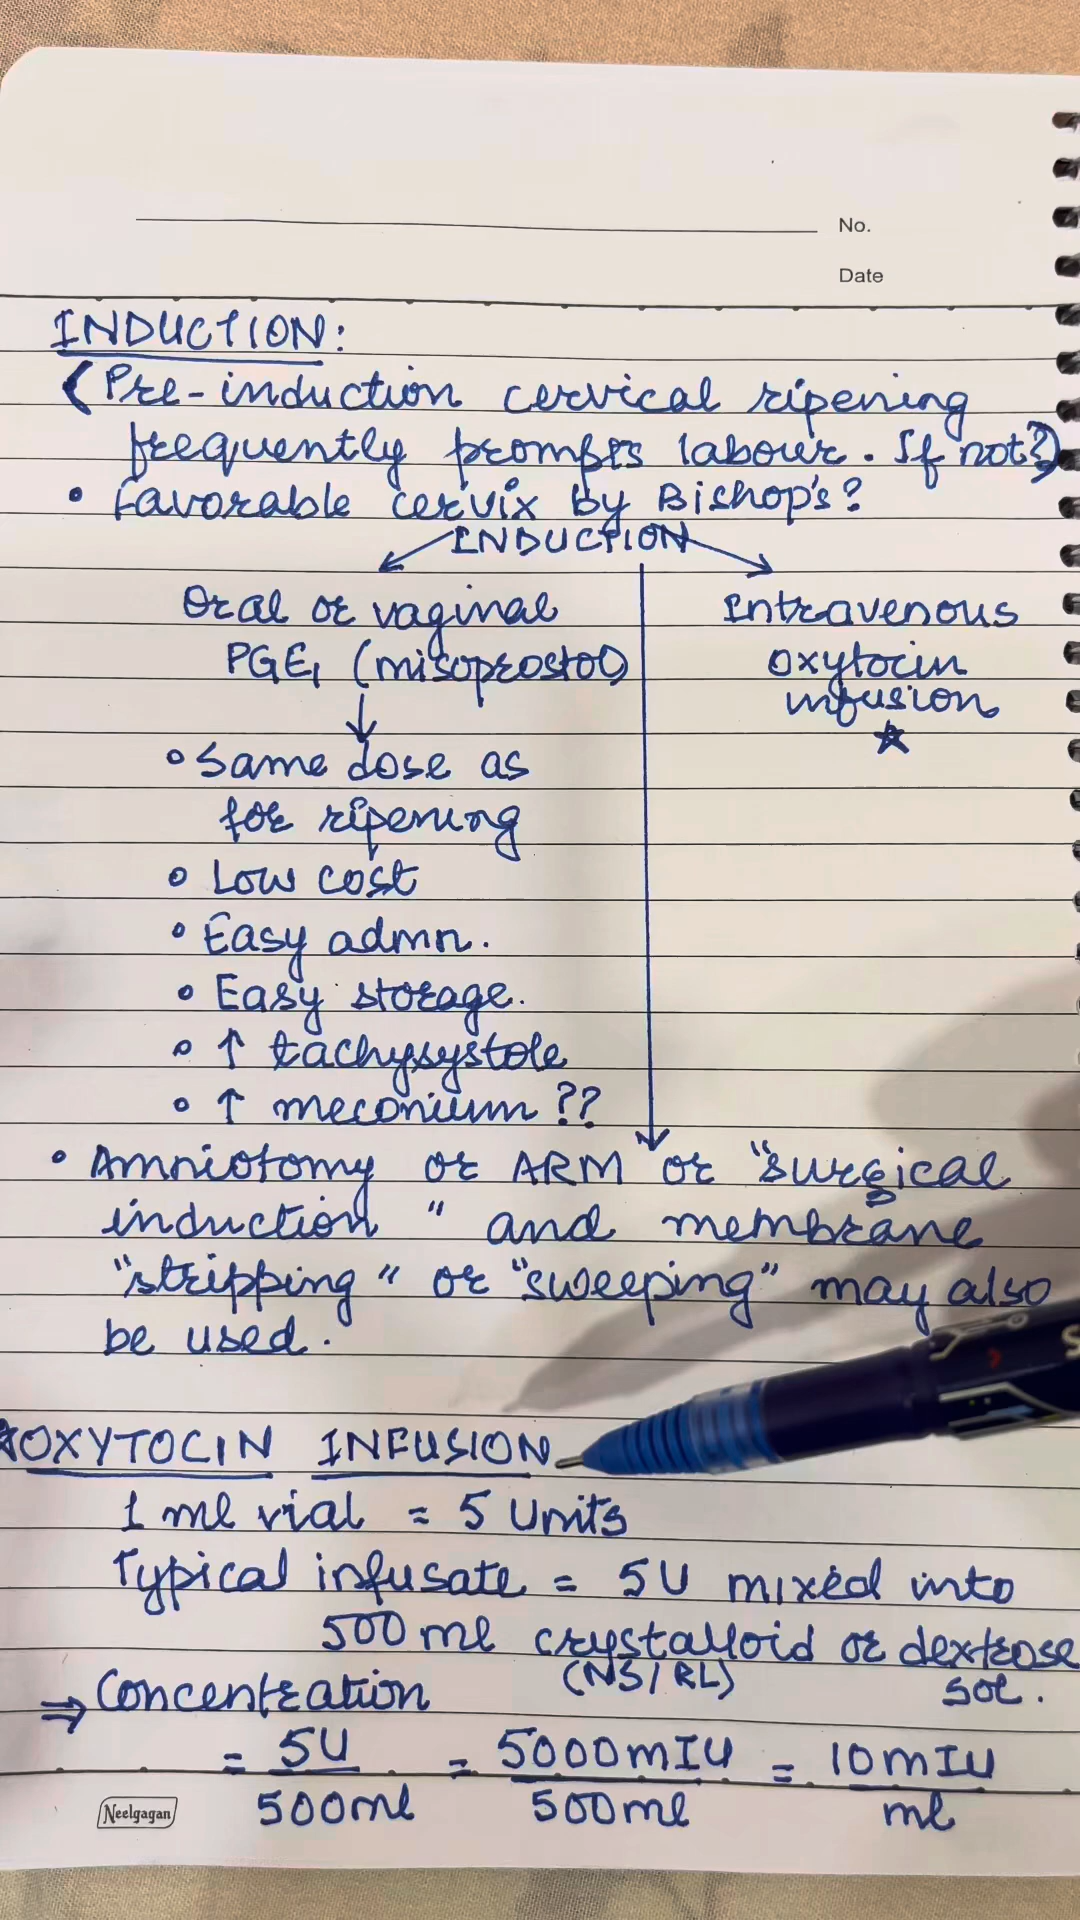 No.
Date
INDUCTION:
(Pre-induction cervical ripening
frequently prompts labour. If not?)
• Favorable cervix by Bishop's?
INDUCTION
Oral or vaginal
PGE₁ (misoprostol)
Intravenous
oxytocin
infusion
☆
↓
• Same dose as
for ripening
• Low cost
• Easy admn.
• Easy storage.
• ↑ tachysystole
• ↑ meconium ??
• Amniotomy or ARM or "surgical
induction" and membrane
"stripping" or "sweeping" may also
be used.
☆OXYTOCIN INFUSION
1 ml vial = 5 Units
Typical infusate = 5U mixed into
500 ml crystalloid or dextrose
(NS/RL) sol.
⇒ Concentration
= 5U/500ml = 5000mIU/500ml = 10mIU/ml
Neelgagan